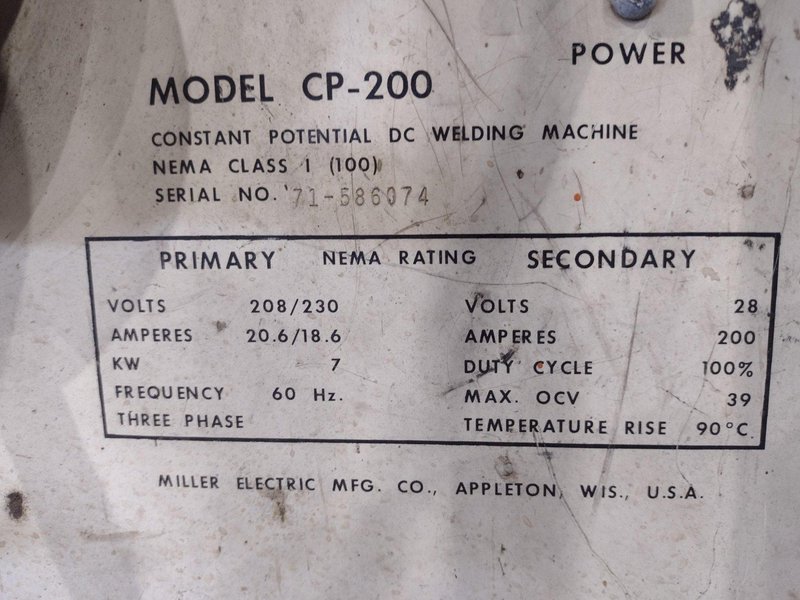 POWER
MODEL CP-200
CONSTANT POTENTIAL DC WELDING MACHINE
NEMA CLASS 1 (100)
SERIAL NO. 71-586074
PRIMARY NEMA RATING SECONDARY
VOLTS 208/230 VOLTS 28
AMPERES 20.6/18.6 AMPERES 200
KW 7 DUTY CYCLE 100%
FREQUENCY 60 Hz. MAX. OCV 39
THREE PHASE TEMPERATURE RISE 90°C.
MILLER ELECTRIC MFG. CO., APPLETON, WIS., U.S.A.